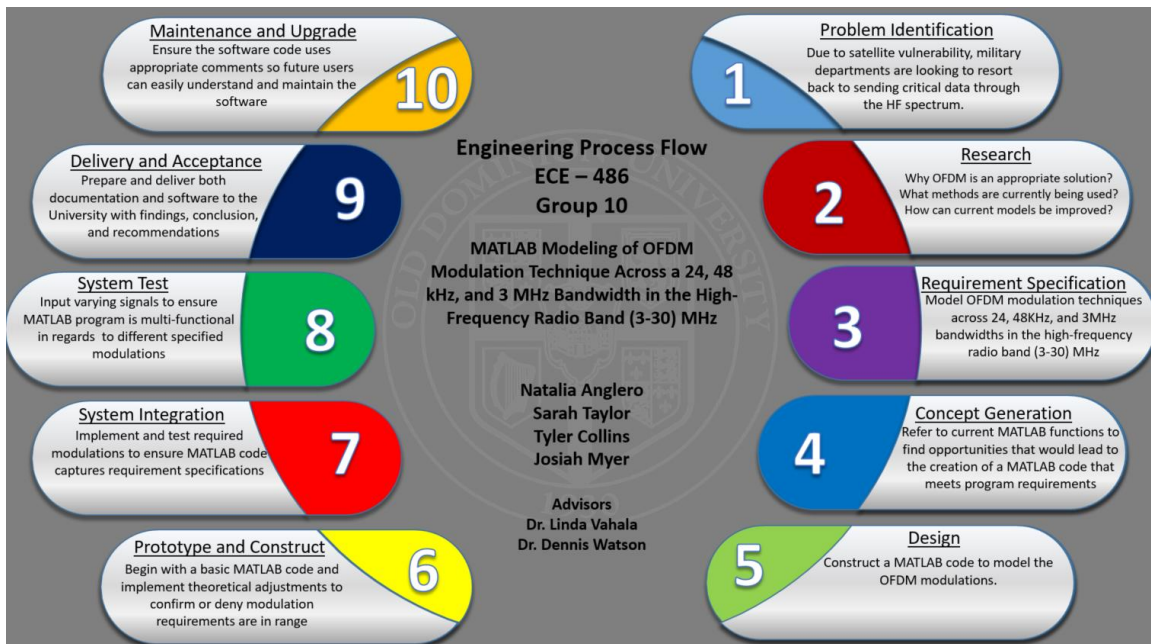 Engineering Process Flow
ECE – 486
Group 10
MATLAB Modeling of OFDM
Modulation Technique Across a 24, 48
kHz, and 3 MHz Bandwidth in the High-
Frequency Radio Band (3-30) MHz
Natalia Anglero
Sarah Taylor
Tyler Collins
Josiah Myer
Advisors
Dr. Linda Vahala
Dr. Dennis Watson
1
Problem Identification
Due to satellite vulnerability, military
departments are looking to resort
back to sending critical data through
the HF spectrum.
2
Research
Why OFDM is an appropriate solution?
What methods are currently being used?
How can current models be improved?
3
Requirement Specification
Model OFDM modulation techniques
across 24, 48KHz, and 3MHz
bandwidths in the high-frequency
radio band (3-30) MHz
4
Concept Generation
Refer to current MATLAB functions to
find opportunities that would lead to
the creation of a MATLAB code that
meets program requirements
5
Design
Construct a MATLAB code to model the
OFDM modulations.
6
Prototype and Construct
Begin with a basic MATLAB code and
implement theoretical adjustments to
confirm or deny modulation
requirements are in range
7
System Integration
Implement and test required
modulations to ensure MATLAB code
captures requirement specifications
8
System Test
Input varying signals to ensure
MATLAB program is multi-functional
in regards to different specified
modulations
9
Delivery and Acceptance
Prepare and deliver both
documentation and software to the
University with findings, conclusion,
and recommendations
10
Maintenance and Upgrade
Ensure the software code uses
appropriate comments so future users
can easily understand and maintain the
software
OLD DOMINION UNIVERSITY